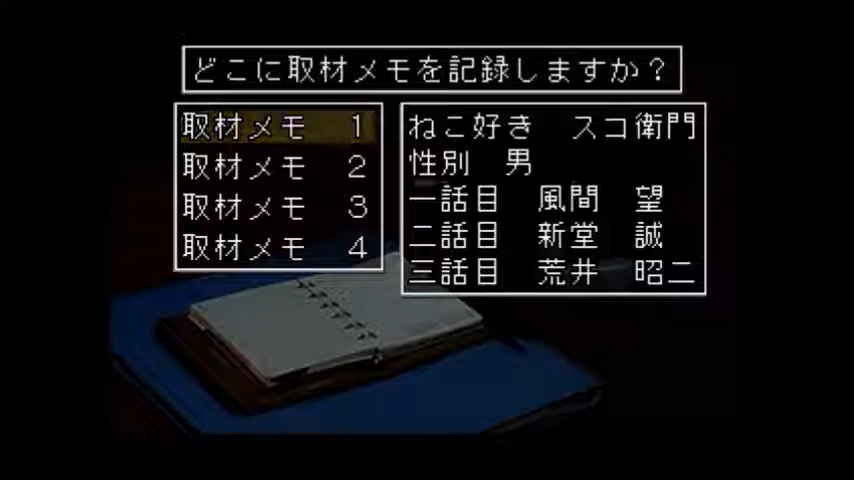 どこに取材メモを記録しますか？
取材メモ　1
取材メモ　2
取材メモ　3
取材メモ　4
ねこ好き　スコ衛門
性別　男
一話目　風間　望
二話目　新堂　誠
三話目　荒井　昭二